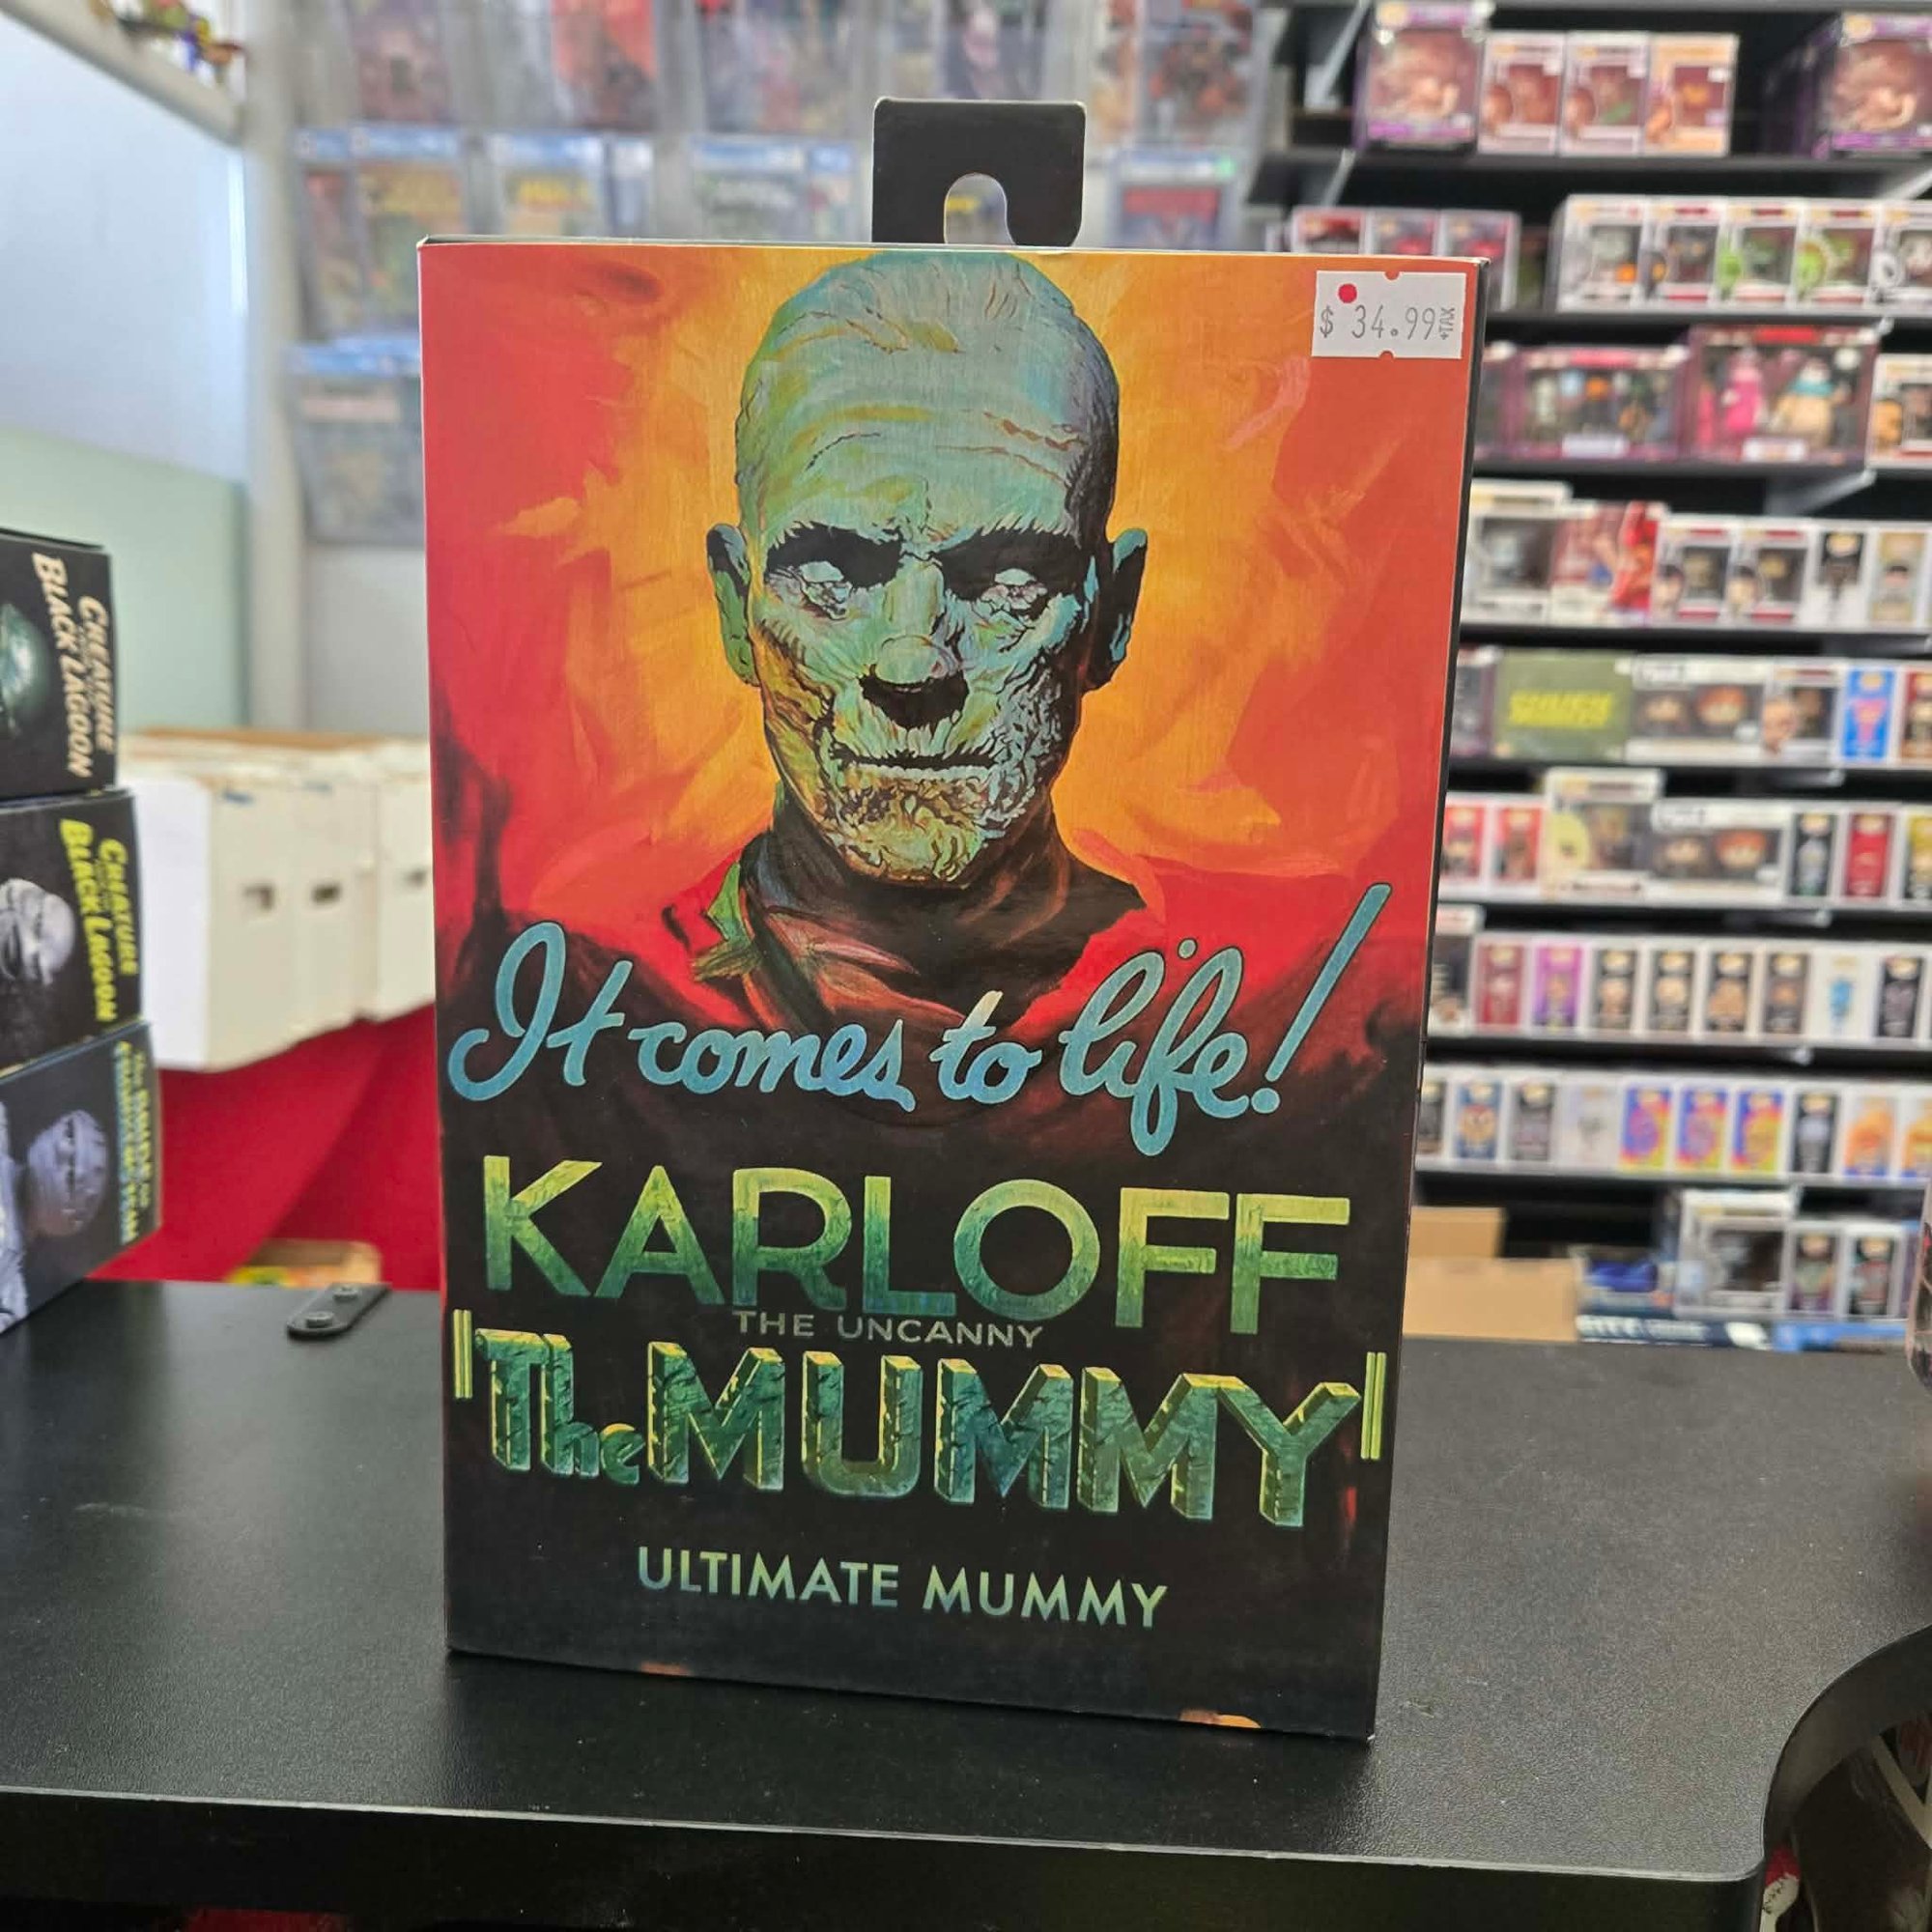 $ 34.99 +TAX
It comes to life!
KARLOFF
THE UNCANNY
"The MUMMY"
ULTIMATE MUMMY
CREATURE
BLACK LAGOON
CREATURE
BLACK LAGOON